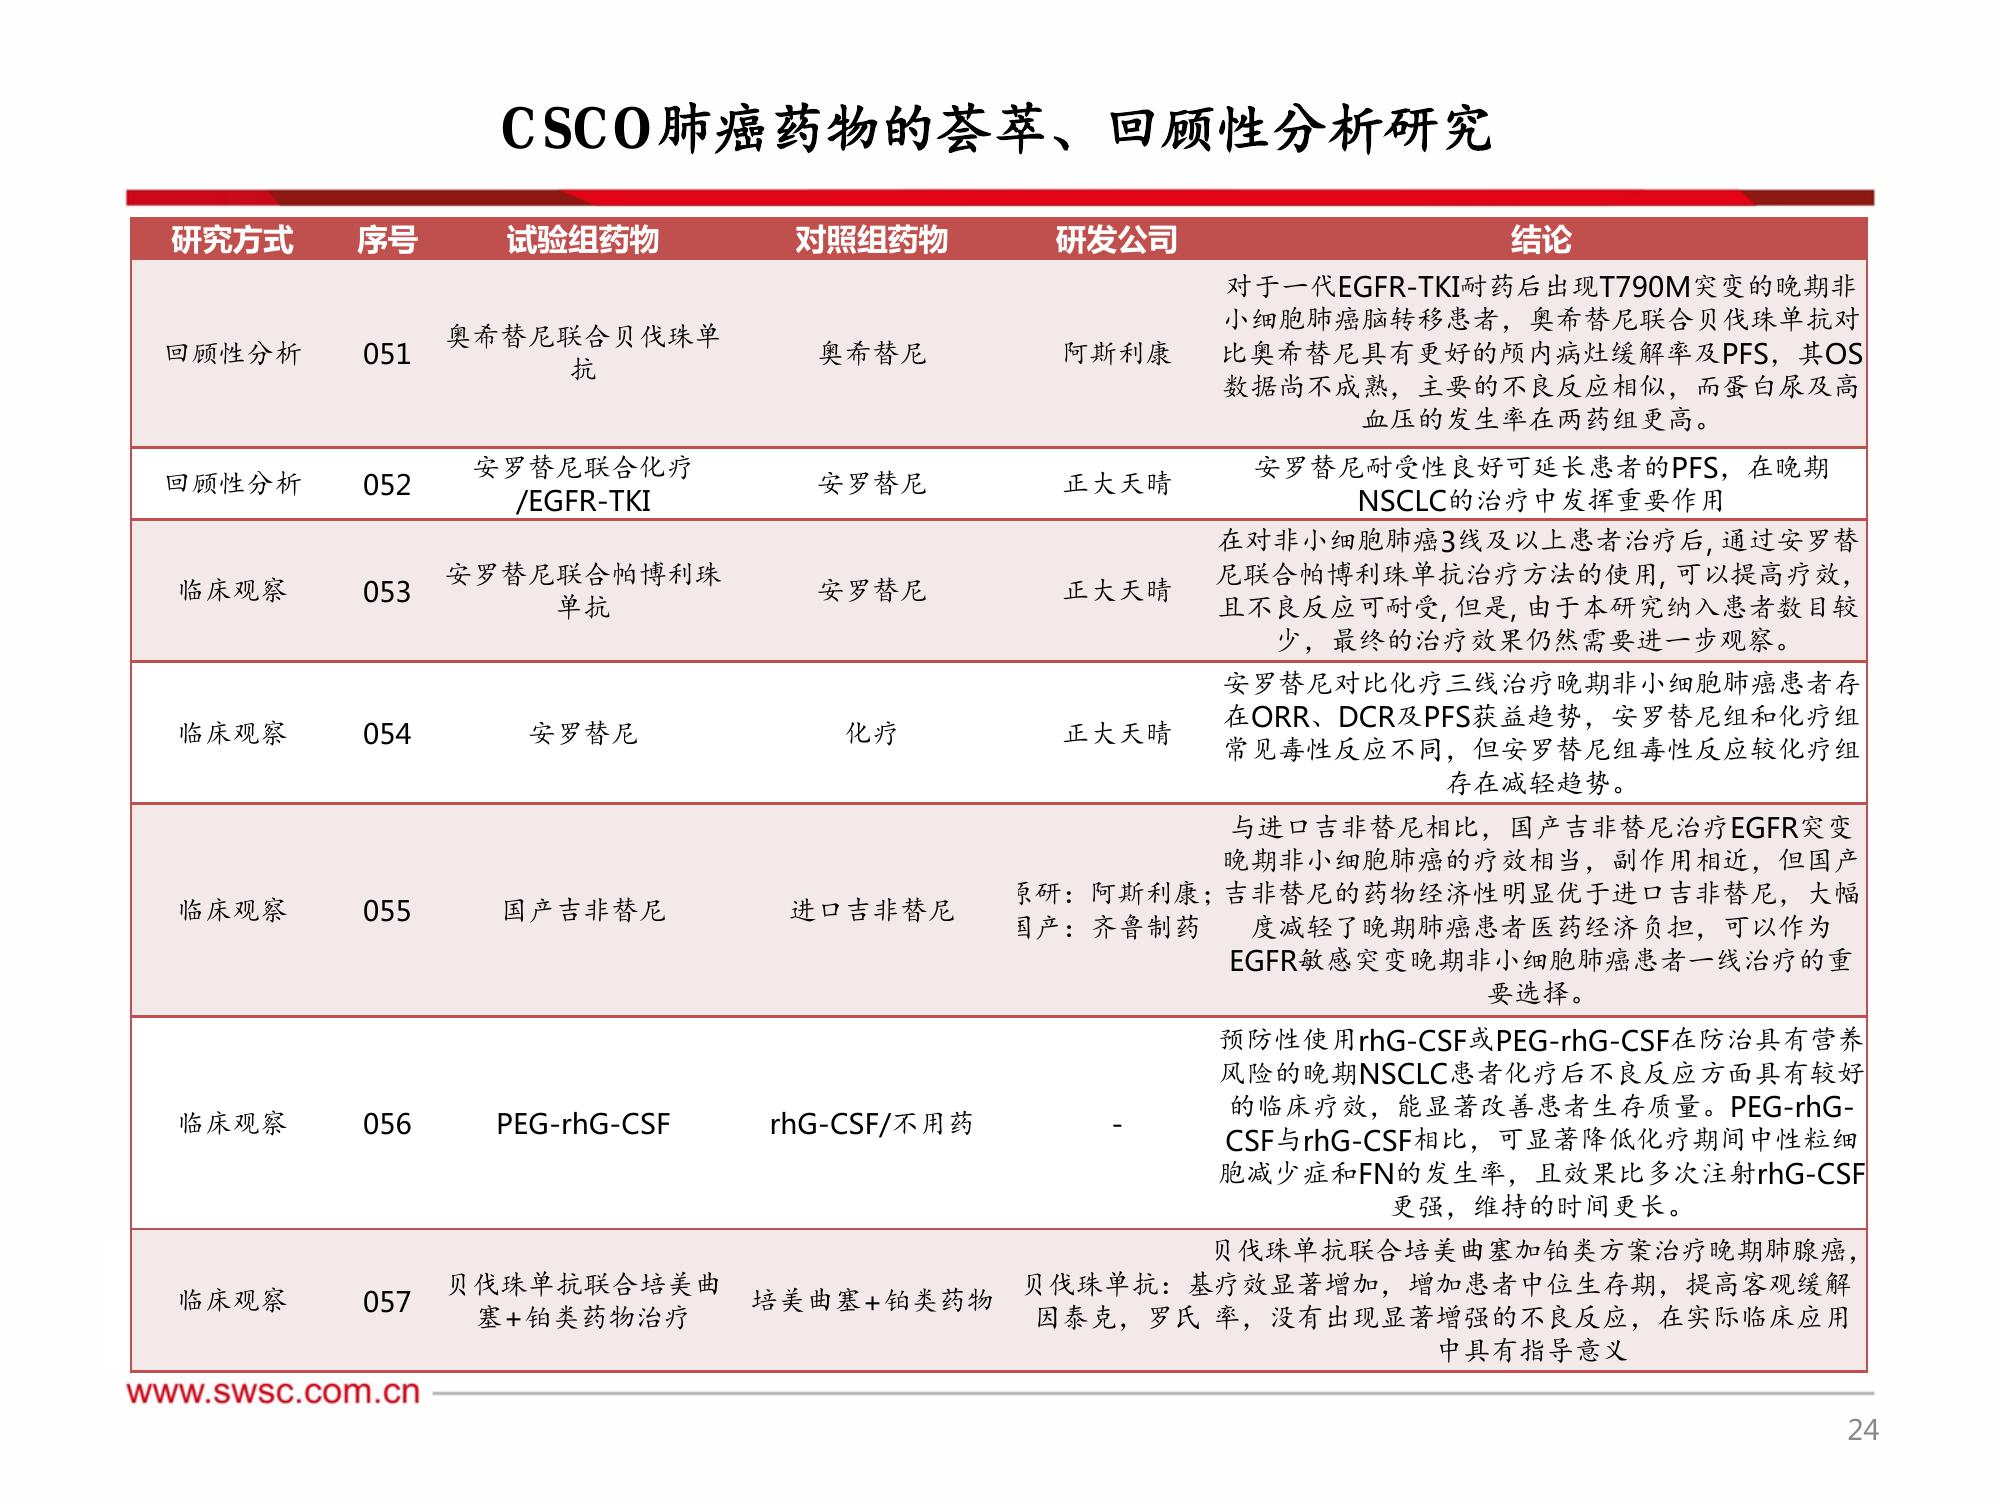 CSCO肺癌药物的荟萃、回顾性分析研究
研究方式 序号 试验组药物 对照组药物 研发公司 结论
回顾性分析 051
奥希替尼联合贝伐珠单
抗
奥希替尼 阿斯利康
对于一代EGFR-TKI耐药后出现T790M突变的晚期非
小细胞肺癌脑转移患者，奥希替尼联合贝伐珠单抗对
比奥希替尼具有更好的颅内病灶缓解率及PFS，其OS
数据尚不成熟，主要的不良反应相似，而蛋白尿及高
血压的发生率在两药组更高。
回顾性分析 052
安罗替尼联合化疗
/EGFR-TKI
安罗替尼 正大天晴
安罗替尼耐受性良好可延长患者的PFS，在晚期
NSCLC的治疗中发挥重要作用
临床观察 053
安罗替尼联合帕博利珠
单抗
安罗替尼 正大天晴
在对非小细胞肺癌3线及以上患者治疗后, 通过安罗替
尼联合帕博利珠单抗治疗方法的使用, 可以提高疗效，
且不良反应可耐受, 但是, 由于本研究纳入患者数目较
少，最终的治疗效果仍然需要进一步观察。
临床观察 054 安罗替尼 化疗 正大天晴
安罗替尼对比化疗三线治疗晚期非小细胞肺癌患者存
在ORR、DCR及PFS获益趋势，安罗替尼组和化疗组
常见毒性反应不同，但安罗替尼组毒性反应较化疗组
存在减轻趋势。
临床观察 055 国产吉非替尼 进口吉非替尼
原研：阿斯利康；
国产：齐鲁制药
与进口吉非替尼相比，国产吉非替尼治疗EGFR突变
晚期非小细胞肺癌的疗效相当，副作用相近，但国产
吉非替尼的药物经济性明显优于进口吉非替尼，大幅
度减轻了晚期肺癌患者医药经济负担，可以作为
EGFR敏感突变晚期非小细胞肺癌患者一线治疗的重
要选择。
临床观察 056 PEG-rhG-CSF rhG-CSF/不用药 -
预防性使用rhG-CSF或PEG-rhG-CSF在防治具有营养
风险的晚期NSCLC患者化疗后不良反应方面具有较好
的临床疗效，能显著改善患者生存质量。PEG-rhG-
CSF与rhG-CSF相比，可显著降低化疗期间中性粒细
胞减少症和FN的发生率，且效果比多次注射rhG-CSF
更强，维持的时间更长。
临床观察 057
贝伐珠单抗联合培美曲
塞+铂类药物治疗
培美曲塞+铂类药物
贝伐珠单抗：基
因泰克，罗氏
贝伐珠单抗联合培美曲塞加铂类方案治疗晚期肺腺癌，
疗效显著增加，增加患者中位生存期，提高客观缓解
率，没有出现显著增强的不良反应，在实际临床应用
中具有指导意义
www.swsc.com.cn
24